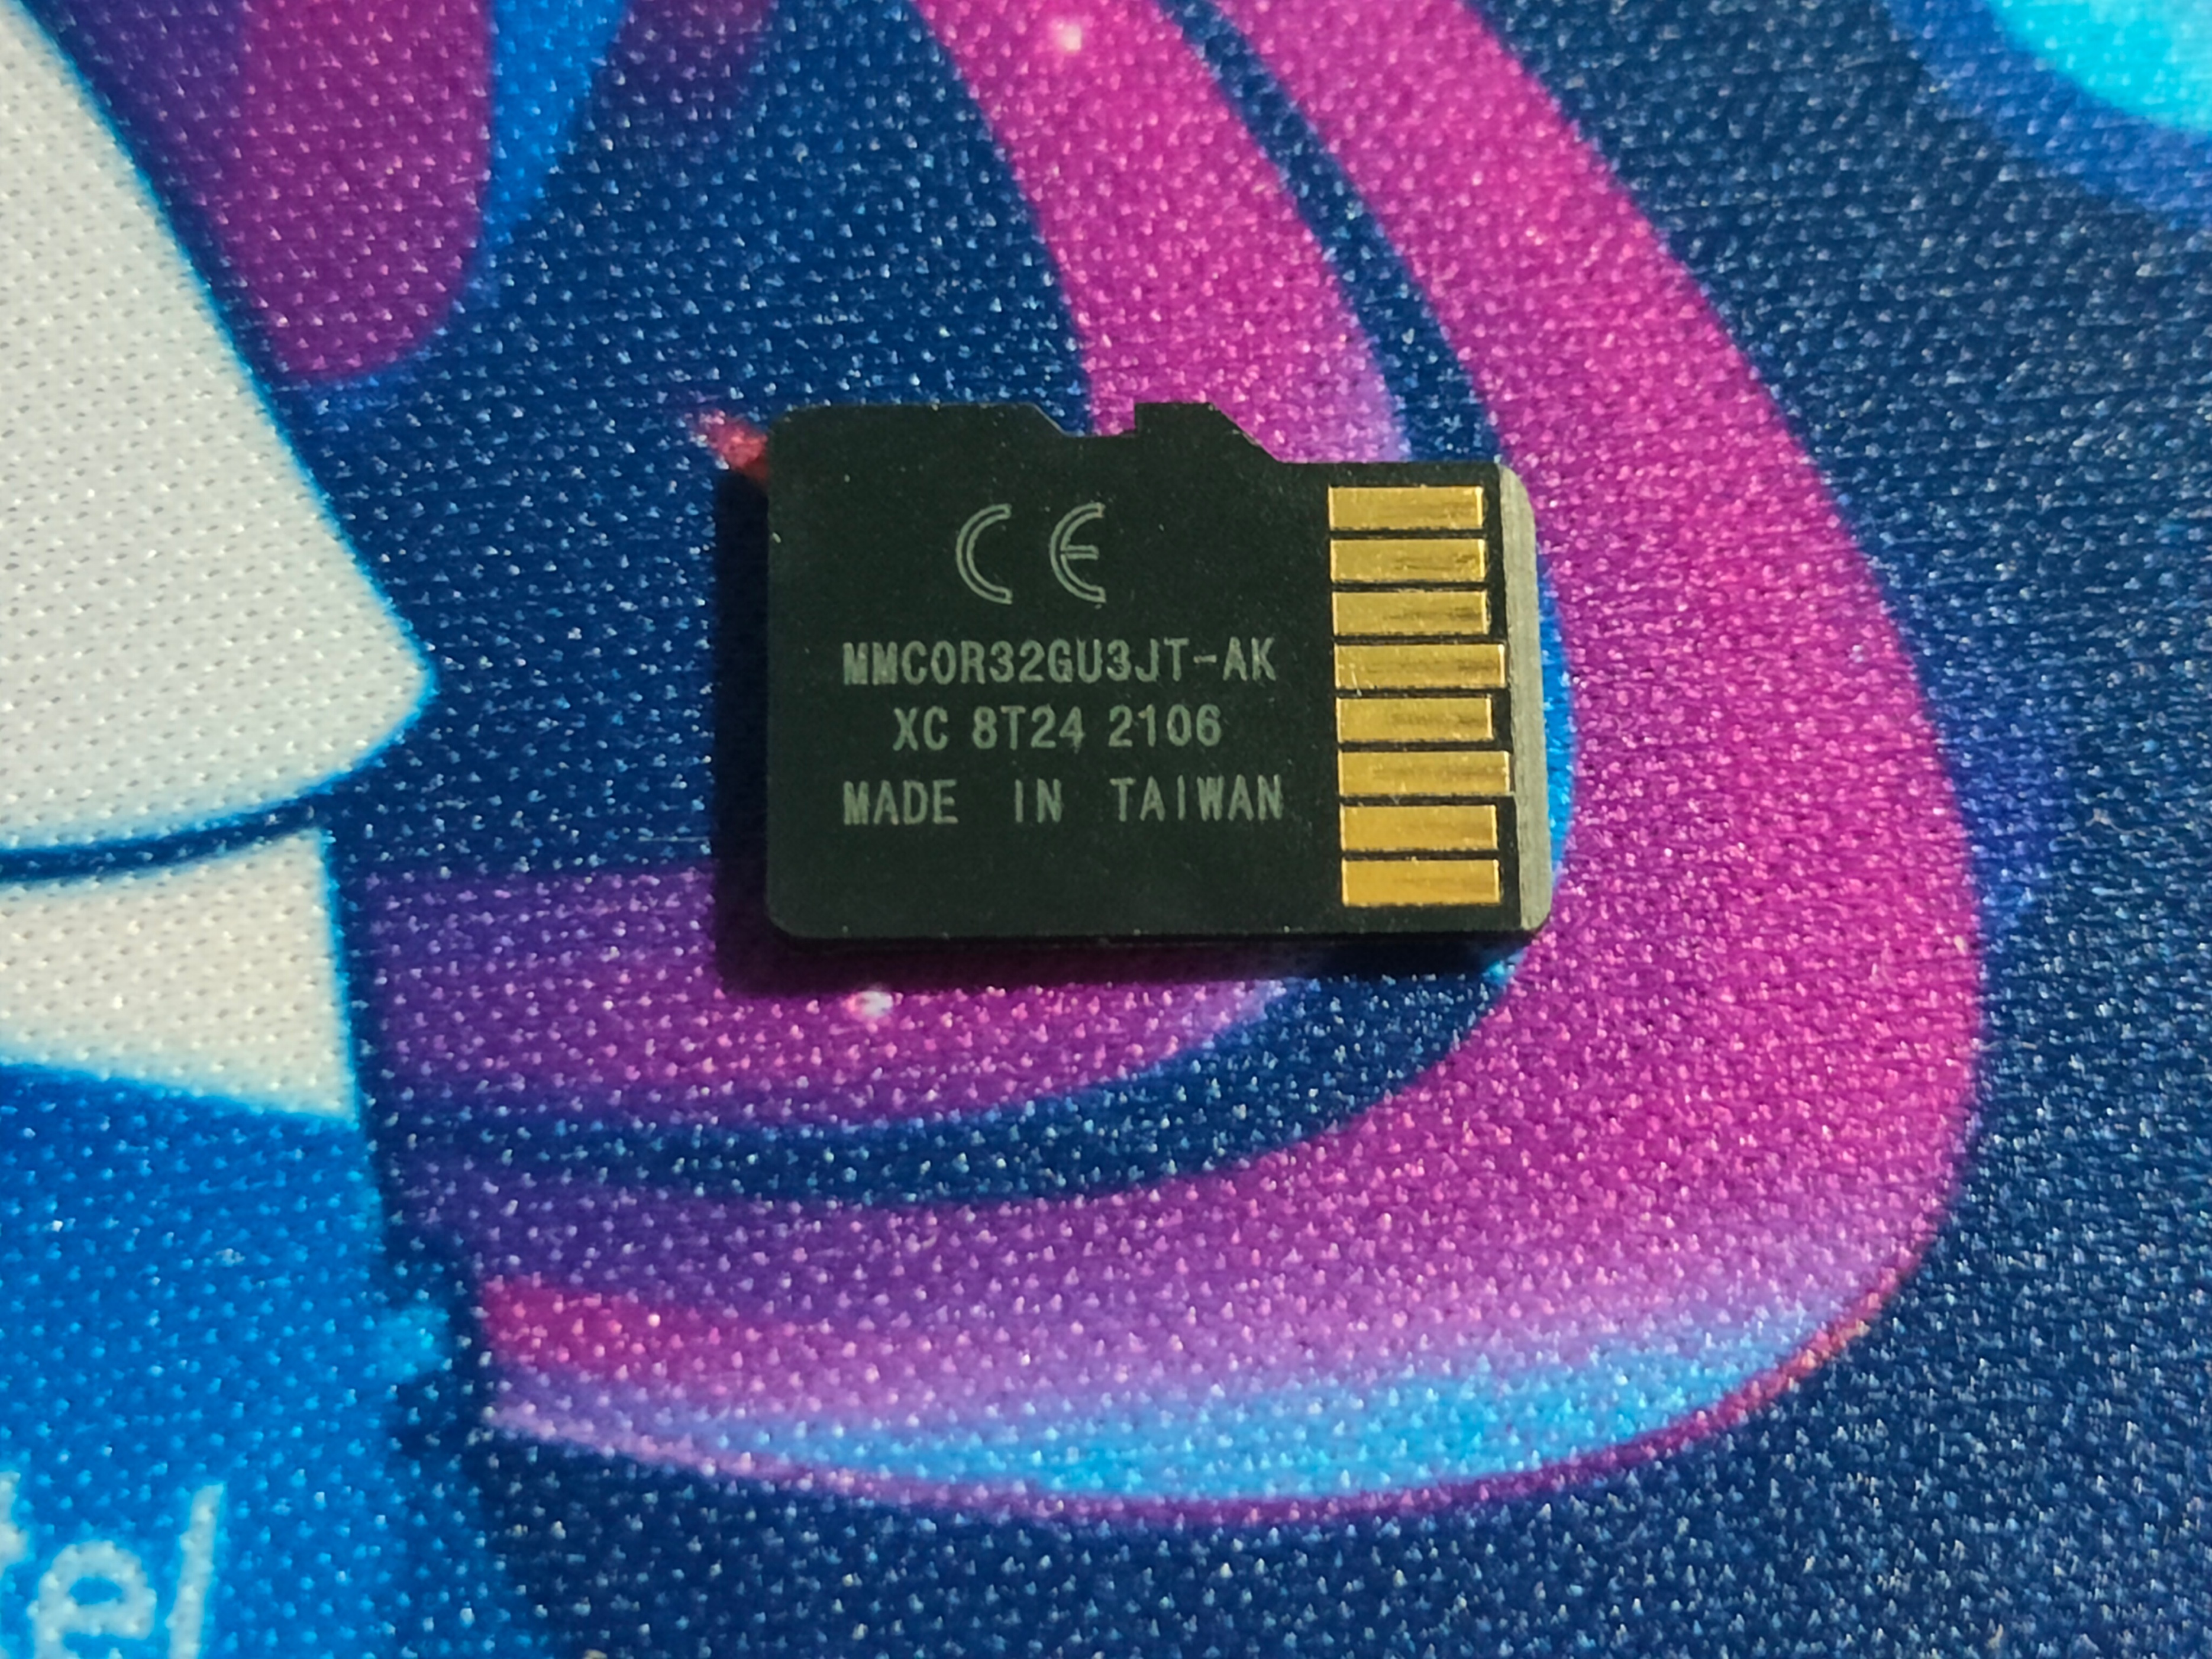 CE
MMCOR32GU3JT-AK
XC 8T24 2106
MADE IN TAIWAN